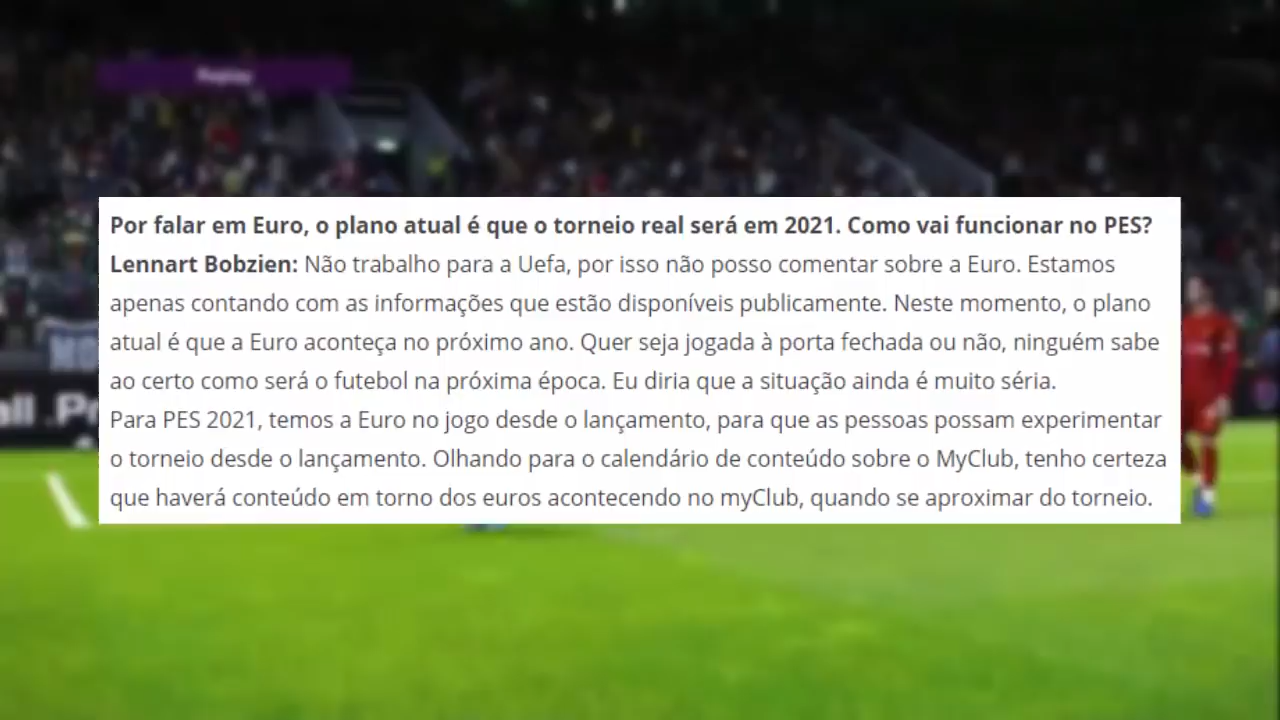 Replay
Por falar em Euro, o plano atual é que o torneio real será em 2021. Como vai funcionar no PES?
Lennart Bobzien: Não trabalho para a Uefa, por isso não posso comentar sobre a Euro. Estamos
apenas contando com as informações que estão disponíveis publicamente. Neste momento, o plano
atual é que a Euro aconteça no próximo ano. Quer seja jogada à porta fechada ou não, ninguém sabe
ao certo como será o futebol na próxima época. Eu diria que a situação ainda é muito séria.
Para PES 2021, temos a Euro no jogo desde o lançamento, para que as pessoas possam experimentar
o torneio desde o lançamento. Olhando para o calendário de conteúdo sobre o MyClub, tenho certeza
que haverá conteúdo em torno dos euros acontecendo no myClub, quando se aproximar do torneio.